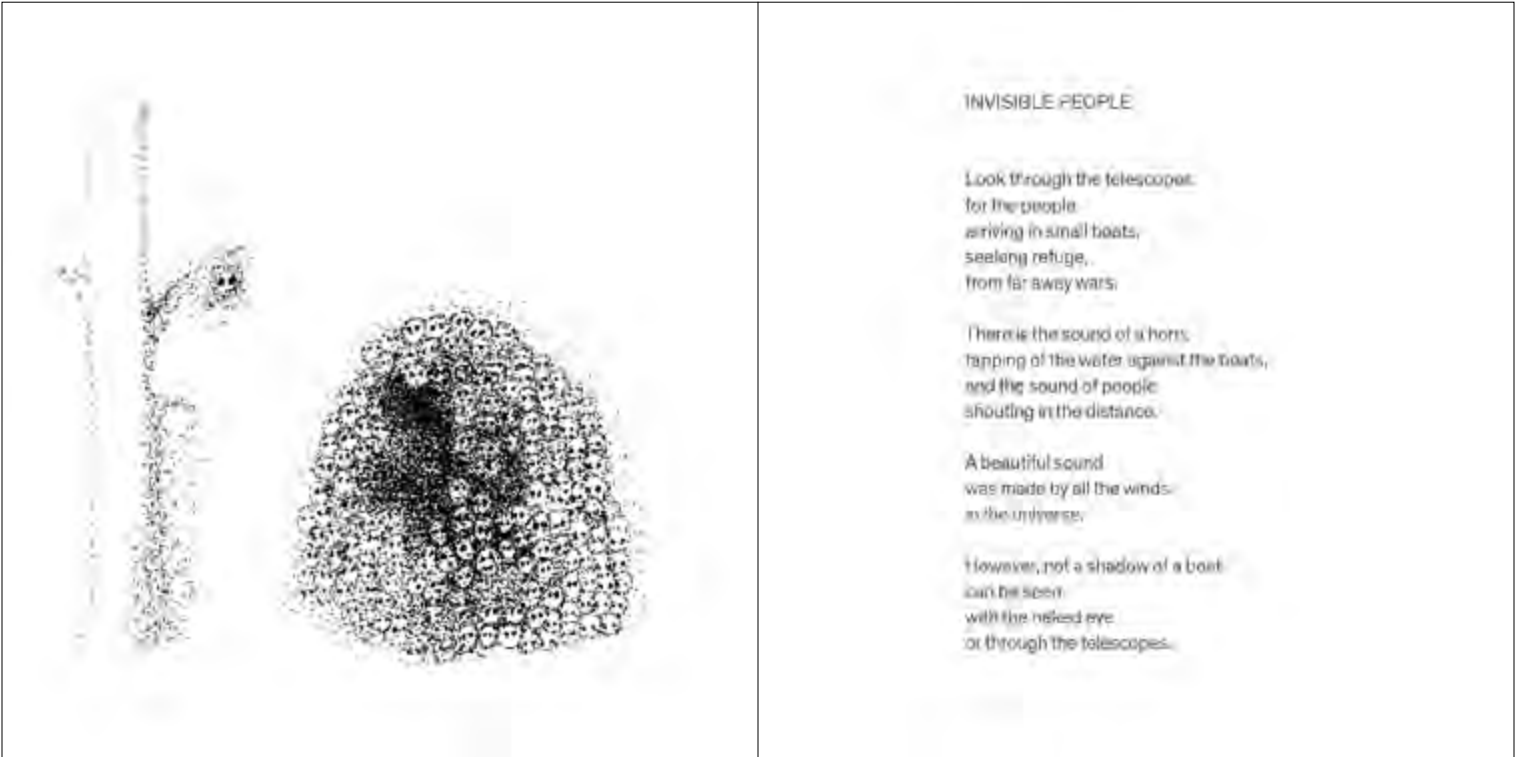 INVISIBLE PEOPLE
Look through the telescopes
for the people
arriving in small boats,
seeking refuge,
from far away wars.
There is the sound of a horn,
tapping of the water against the boats,
and the sound of people
shouting in the distance.
A beautiful sound
was made by all the winds
in the universe.
However, not a shadow of a boat
can be seen
with the naked eye
or through the telescopes.